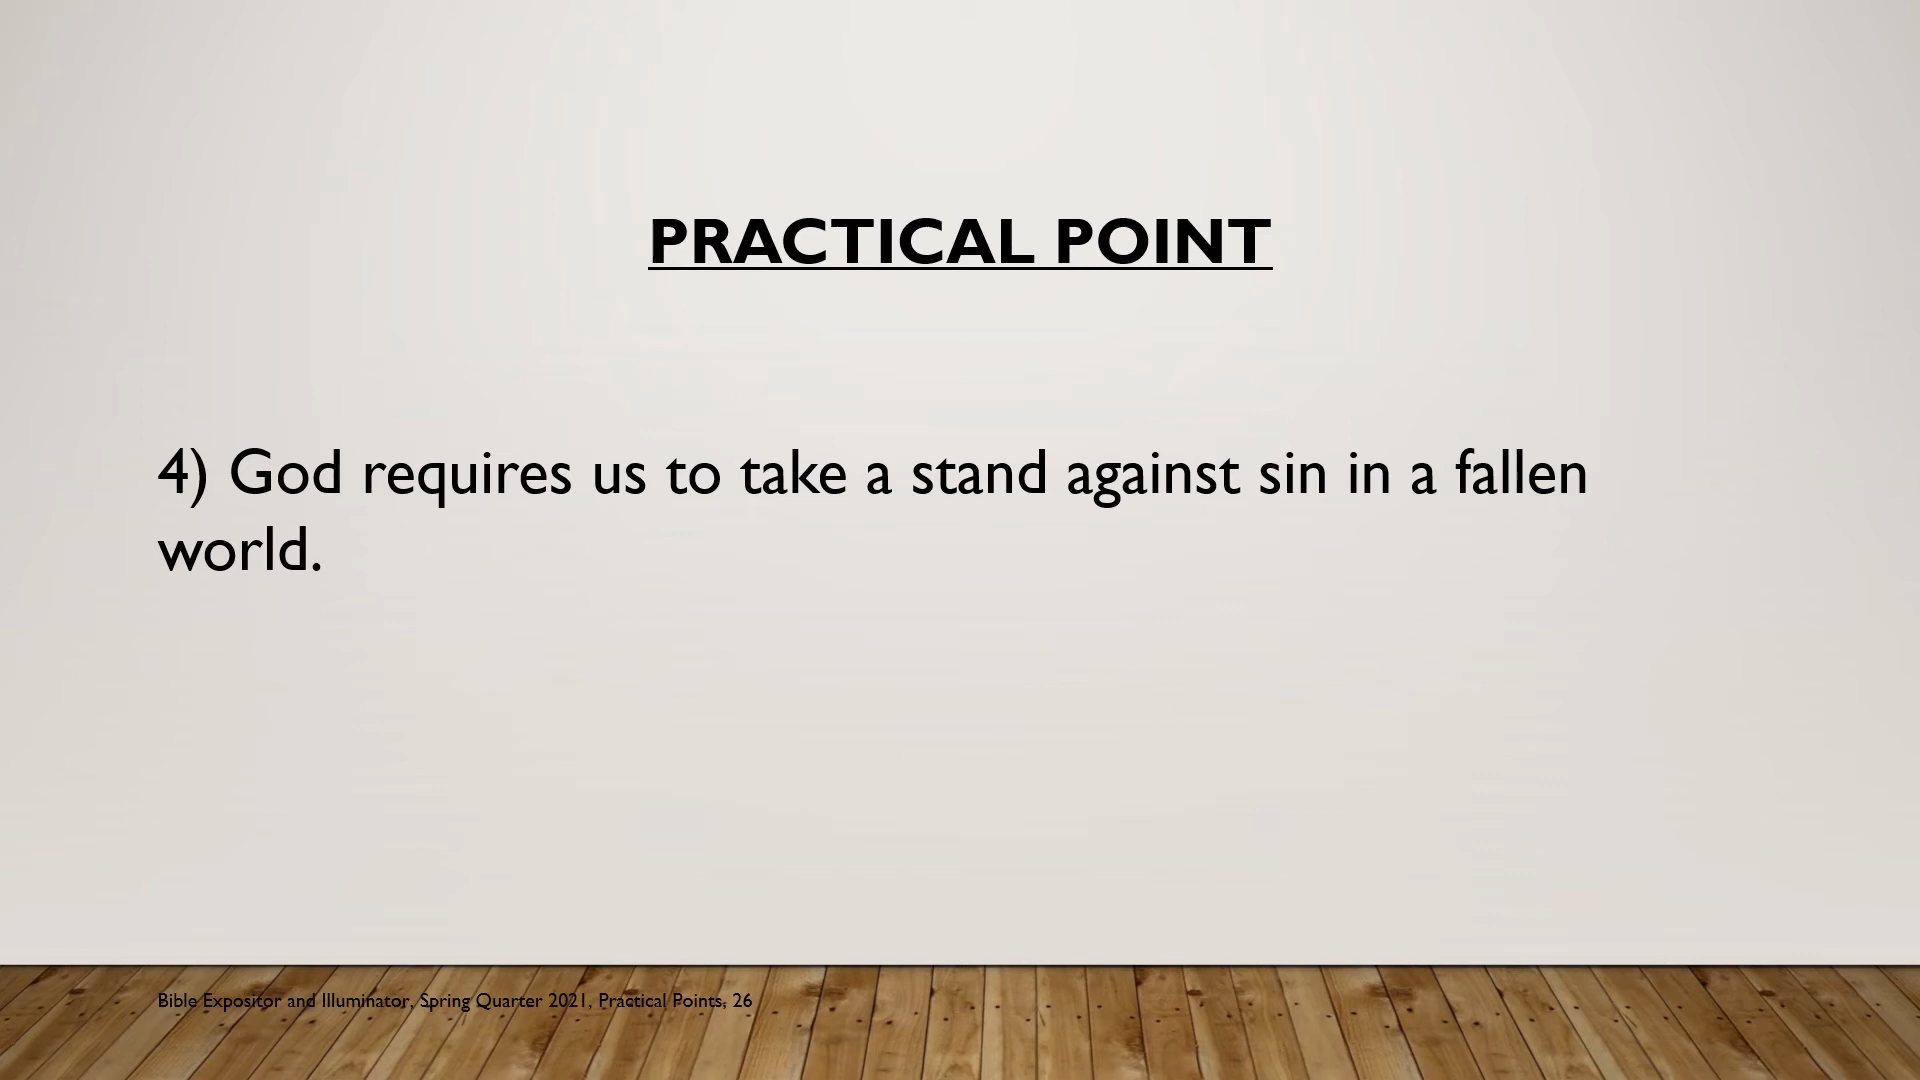 PRACTICAL POINT
4) God requires us to take a stand against sin in a fallen
world.
Bible Expositor and Illuminator, Spring Quarter 2021, Practical Points, 26